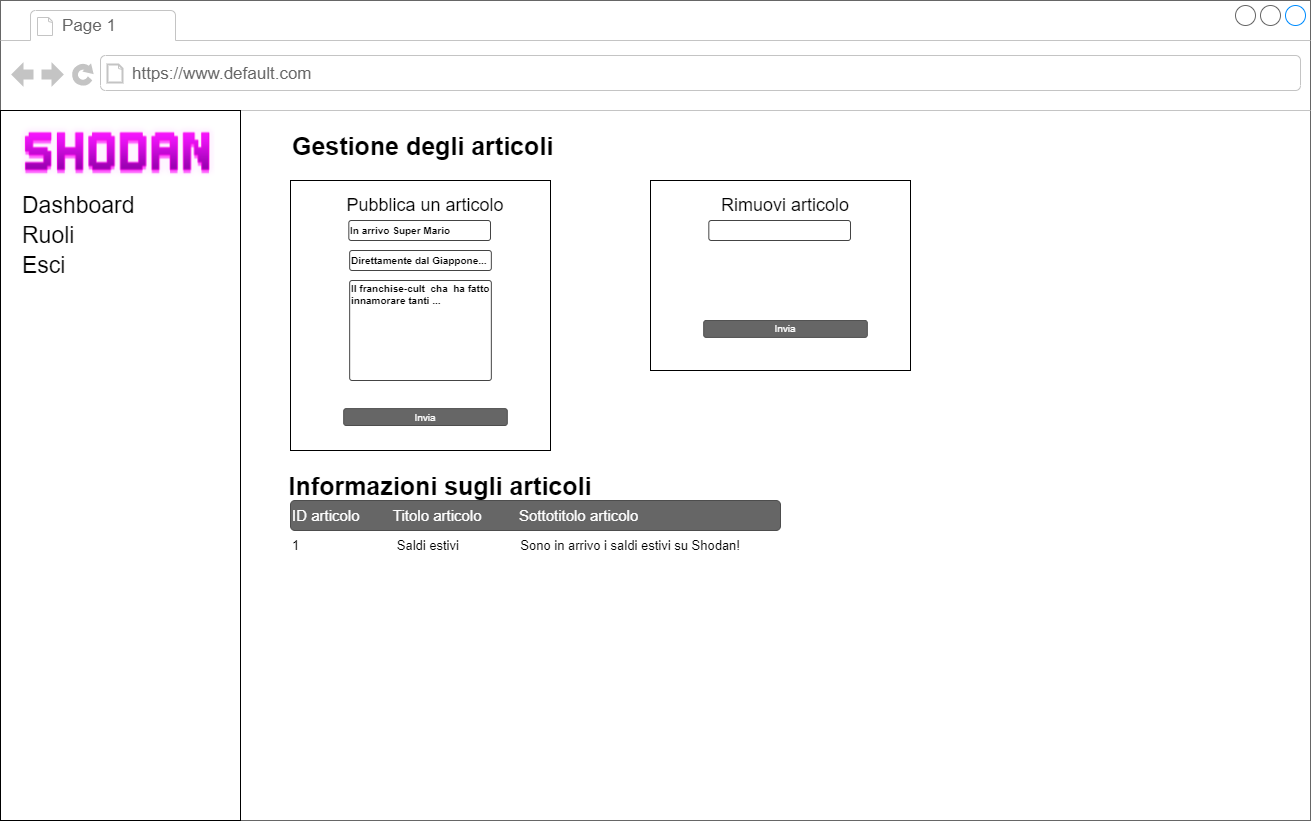 Page 1
https://www.default.com
SHODAN
Dashboard
Ruoli
Esci
Gestione degli articoli
Pubblica un articolo
In arrivo Super Mario
Direttamente dal Giappone...
Il franchise-cult cha ha fatto
innamorare tanti ...
Invia
Rimuovi articolo
Invia
Informazioni sugli articoli
ID articolo Titolo articolo Sottotitolo articolo
1 Saldi estivi Sono in arrivo i saldi estivi su Shodan!